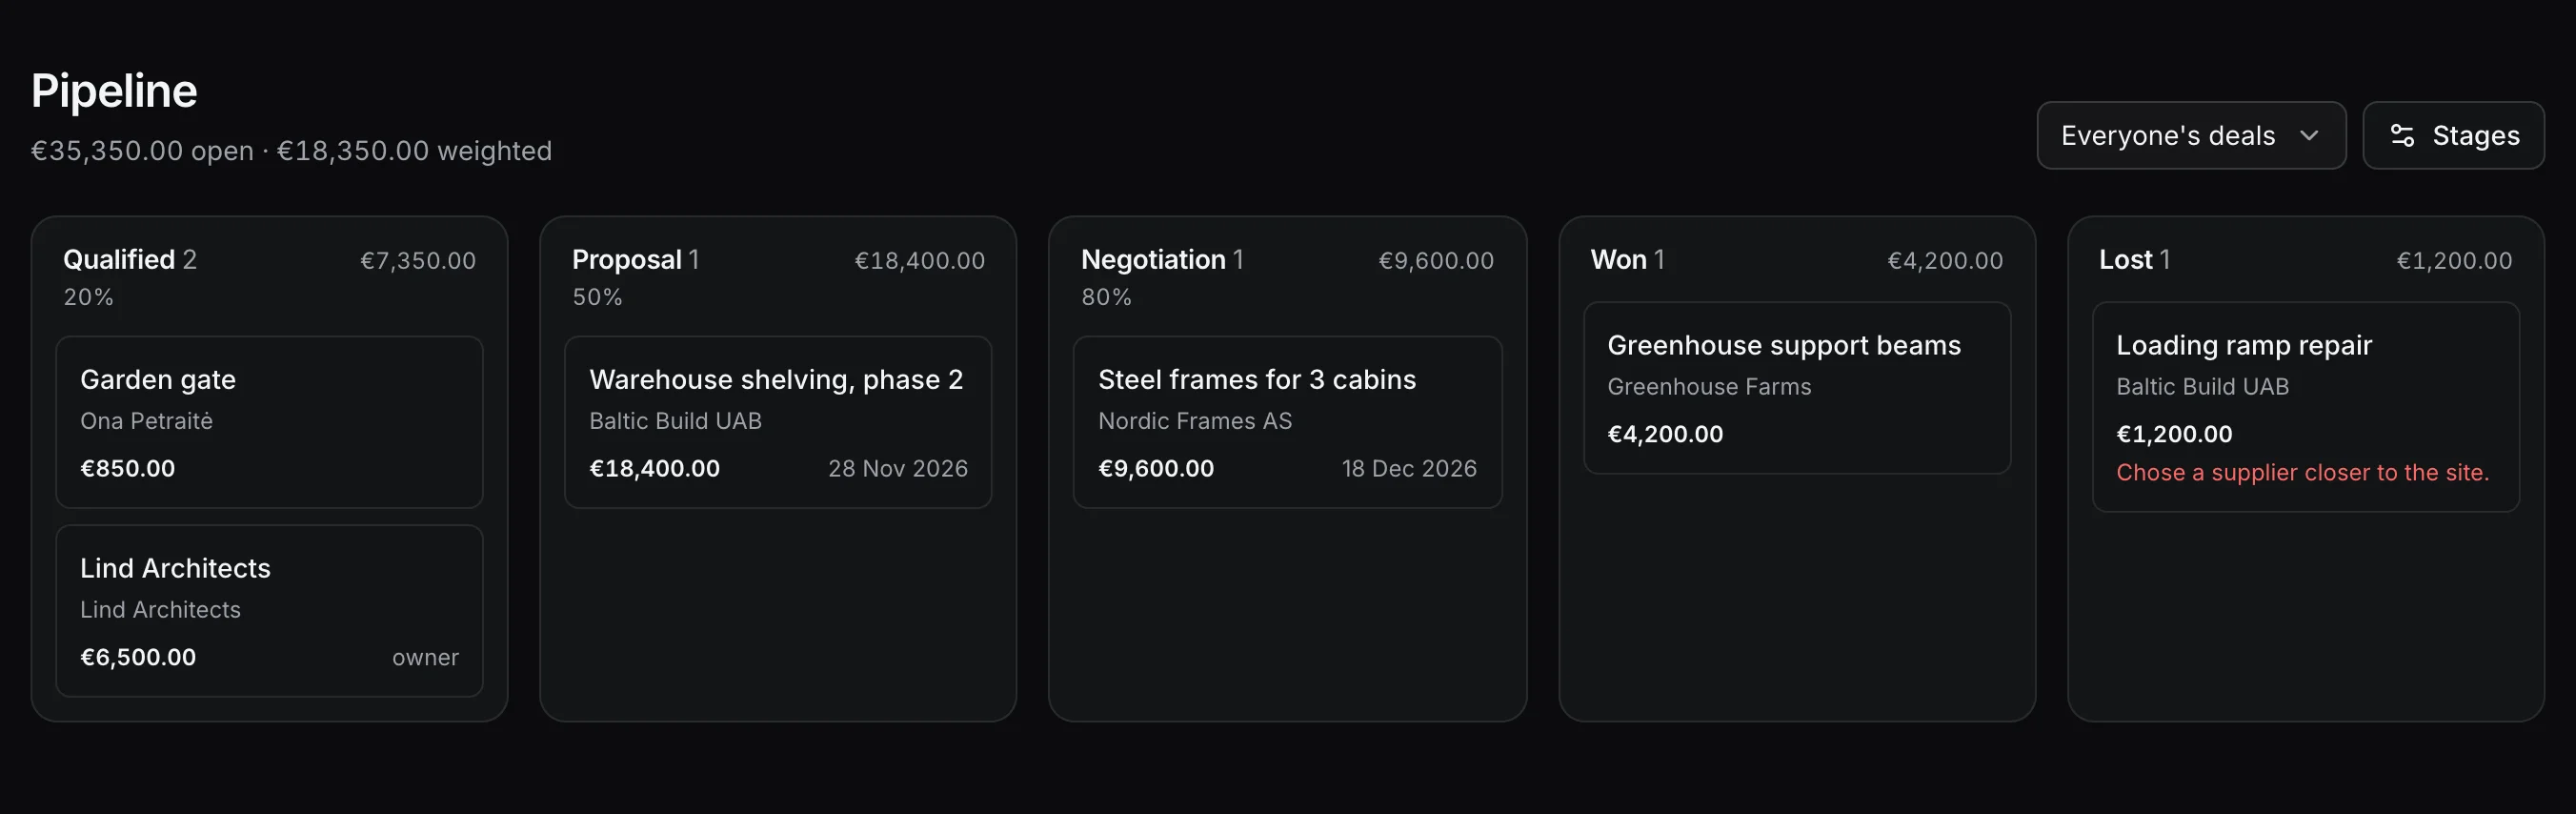 Pipeline
€35,350.00 open · €18,350.00 weighted
Everyone's deals
Stages
Qualified 2 €7,350.00
20%
Garden gate
Ona Petraitė
€850.00
Lind Architects
Lind Architects
€6,500.00 owner
Proposal 1 €18,400.00
50%
Warehouse shelving, phase 2
Baltic Build UAB
€18,400.00 28 Nov 2026
Negotiation 1 €9,600.00
80%
Steel frames for 3 cabins
Nordic Frames AS
€9,600.00 18 Dec 2026
Won 1 €4,200.00
Greenhouse support beams
Greenhouse Farms
€4,200.00
Lost 1 €1,200.00
Loading ramp repair
Baltic Build UAB
€1,200.00
Chose a supplier closer to the site.